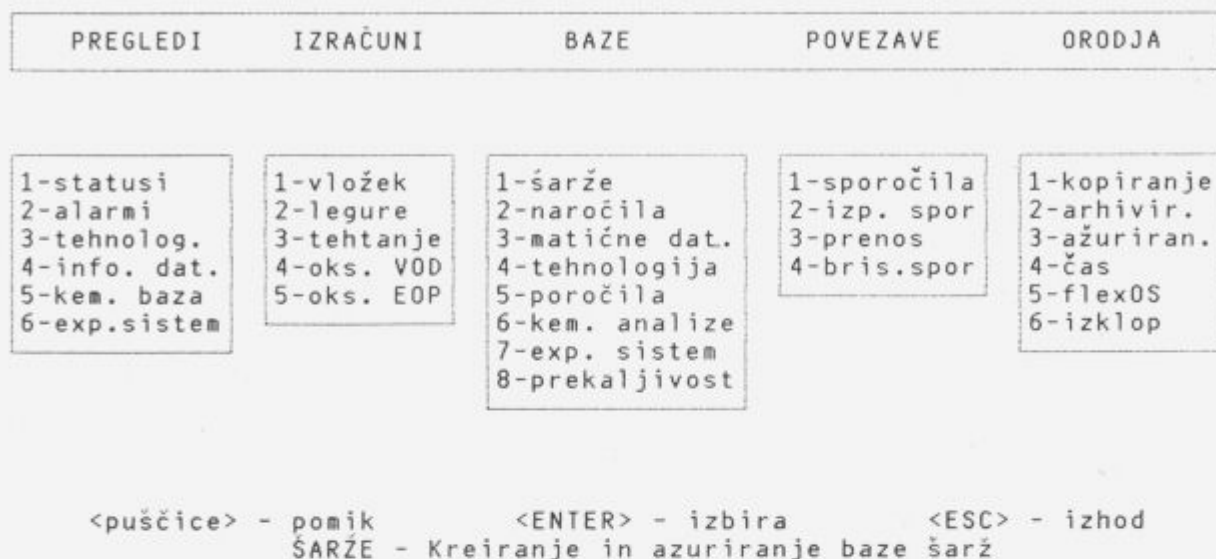 PREGLEDI IZRAČUNI BAZE POVEZAVE ORODJA
1-statusi
2-alarmi
3-tehnolog.
4-info. dat.
5-kem. baza
6-exp.sistem
1-vložek
2-legure
3-tehtanje
4-oks. VOD
5-oks. EOP
1-śarže
2-naročila
3-matićne dat.
4-tehnologija
5-poročila
6-kem. analize
7-exp. sistem
8-prekaljivost
1-sporočila
2-izp. spor
3-prenos
4-bris.spor
1-kopiranje
2-arhivir.
3-ažuriran.
4-čas
5-flexOS
6-izklop
<puščice> - pomik <ENTER> - izbira <ESC> - izhod
ŠARŽE - Kreiranje in azuriranje baze šarž